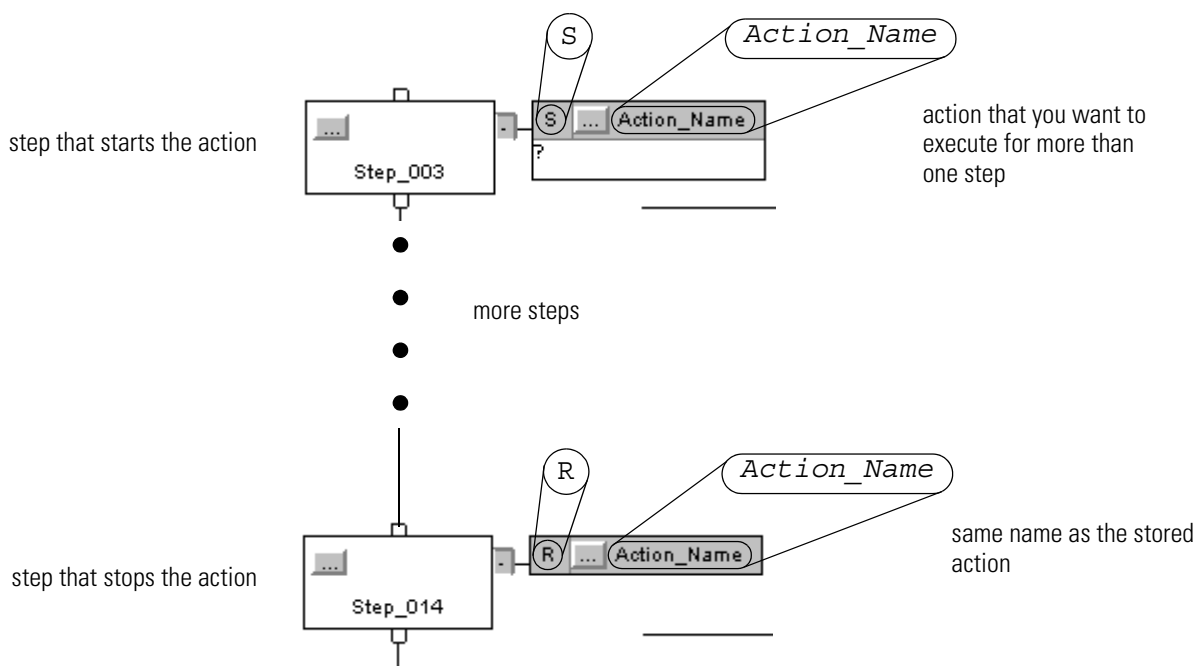 S
Action_Name
step that starts the action
...
Step_003
-
S
...
Action_Name
?
action that you want to
execute for more than
one step
more steps
R
Action_Name
step that stops the action
...
Step_014
-
R
...
Action_Name
same name as the stored
action